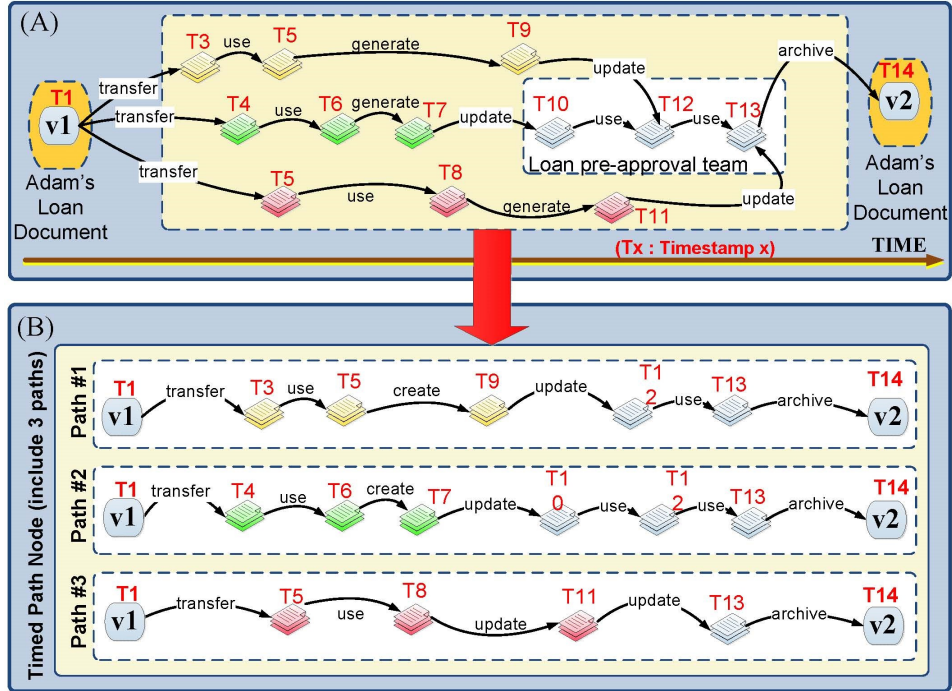 (A)
T3
use
T5
generate
T9
archive
T1
v1
transfer
update
T14
v2
transfer
T4
use
T6
generate
T7
update
T10
use
T12
use
T13
Loan pre-approval team
Adam's
Loan
Document
transfer
T5
use
T8
generate
T11
update
Adam's
Loan
Document
(Tx : Timestamp x)
TIME
(B)
Timed Path Node (include 3 paths)
Path #1
T1
v1
transfer
T3
use
T5
create
T9
update
T1
2
use
T13
archive
T14
v2
Path #2
T1
v1
transfer
T4
use
T6
create
T7
update
T1
0
use
T1
2
use
T13
archive
T14
v2
Path #3
T1
v1
transfer
T5
use
T8
update
T11
update
T13
archive
T14
v2